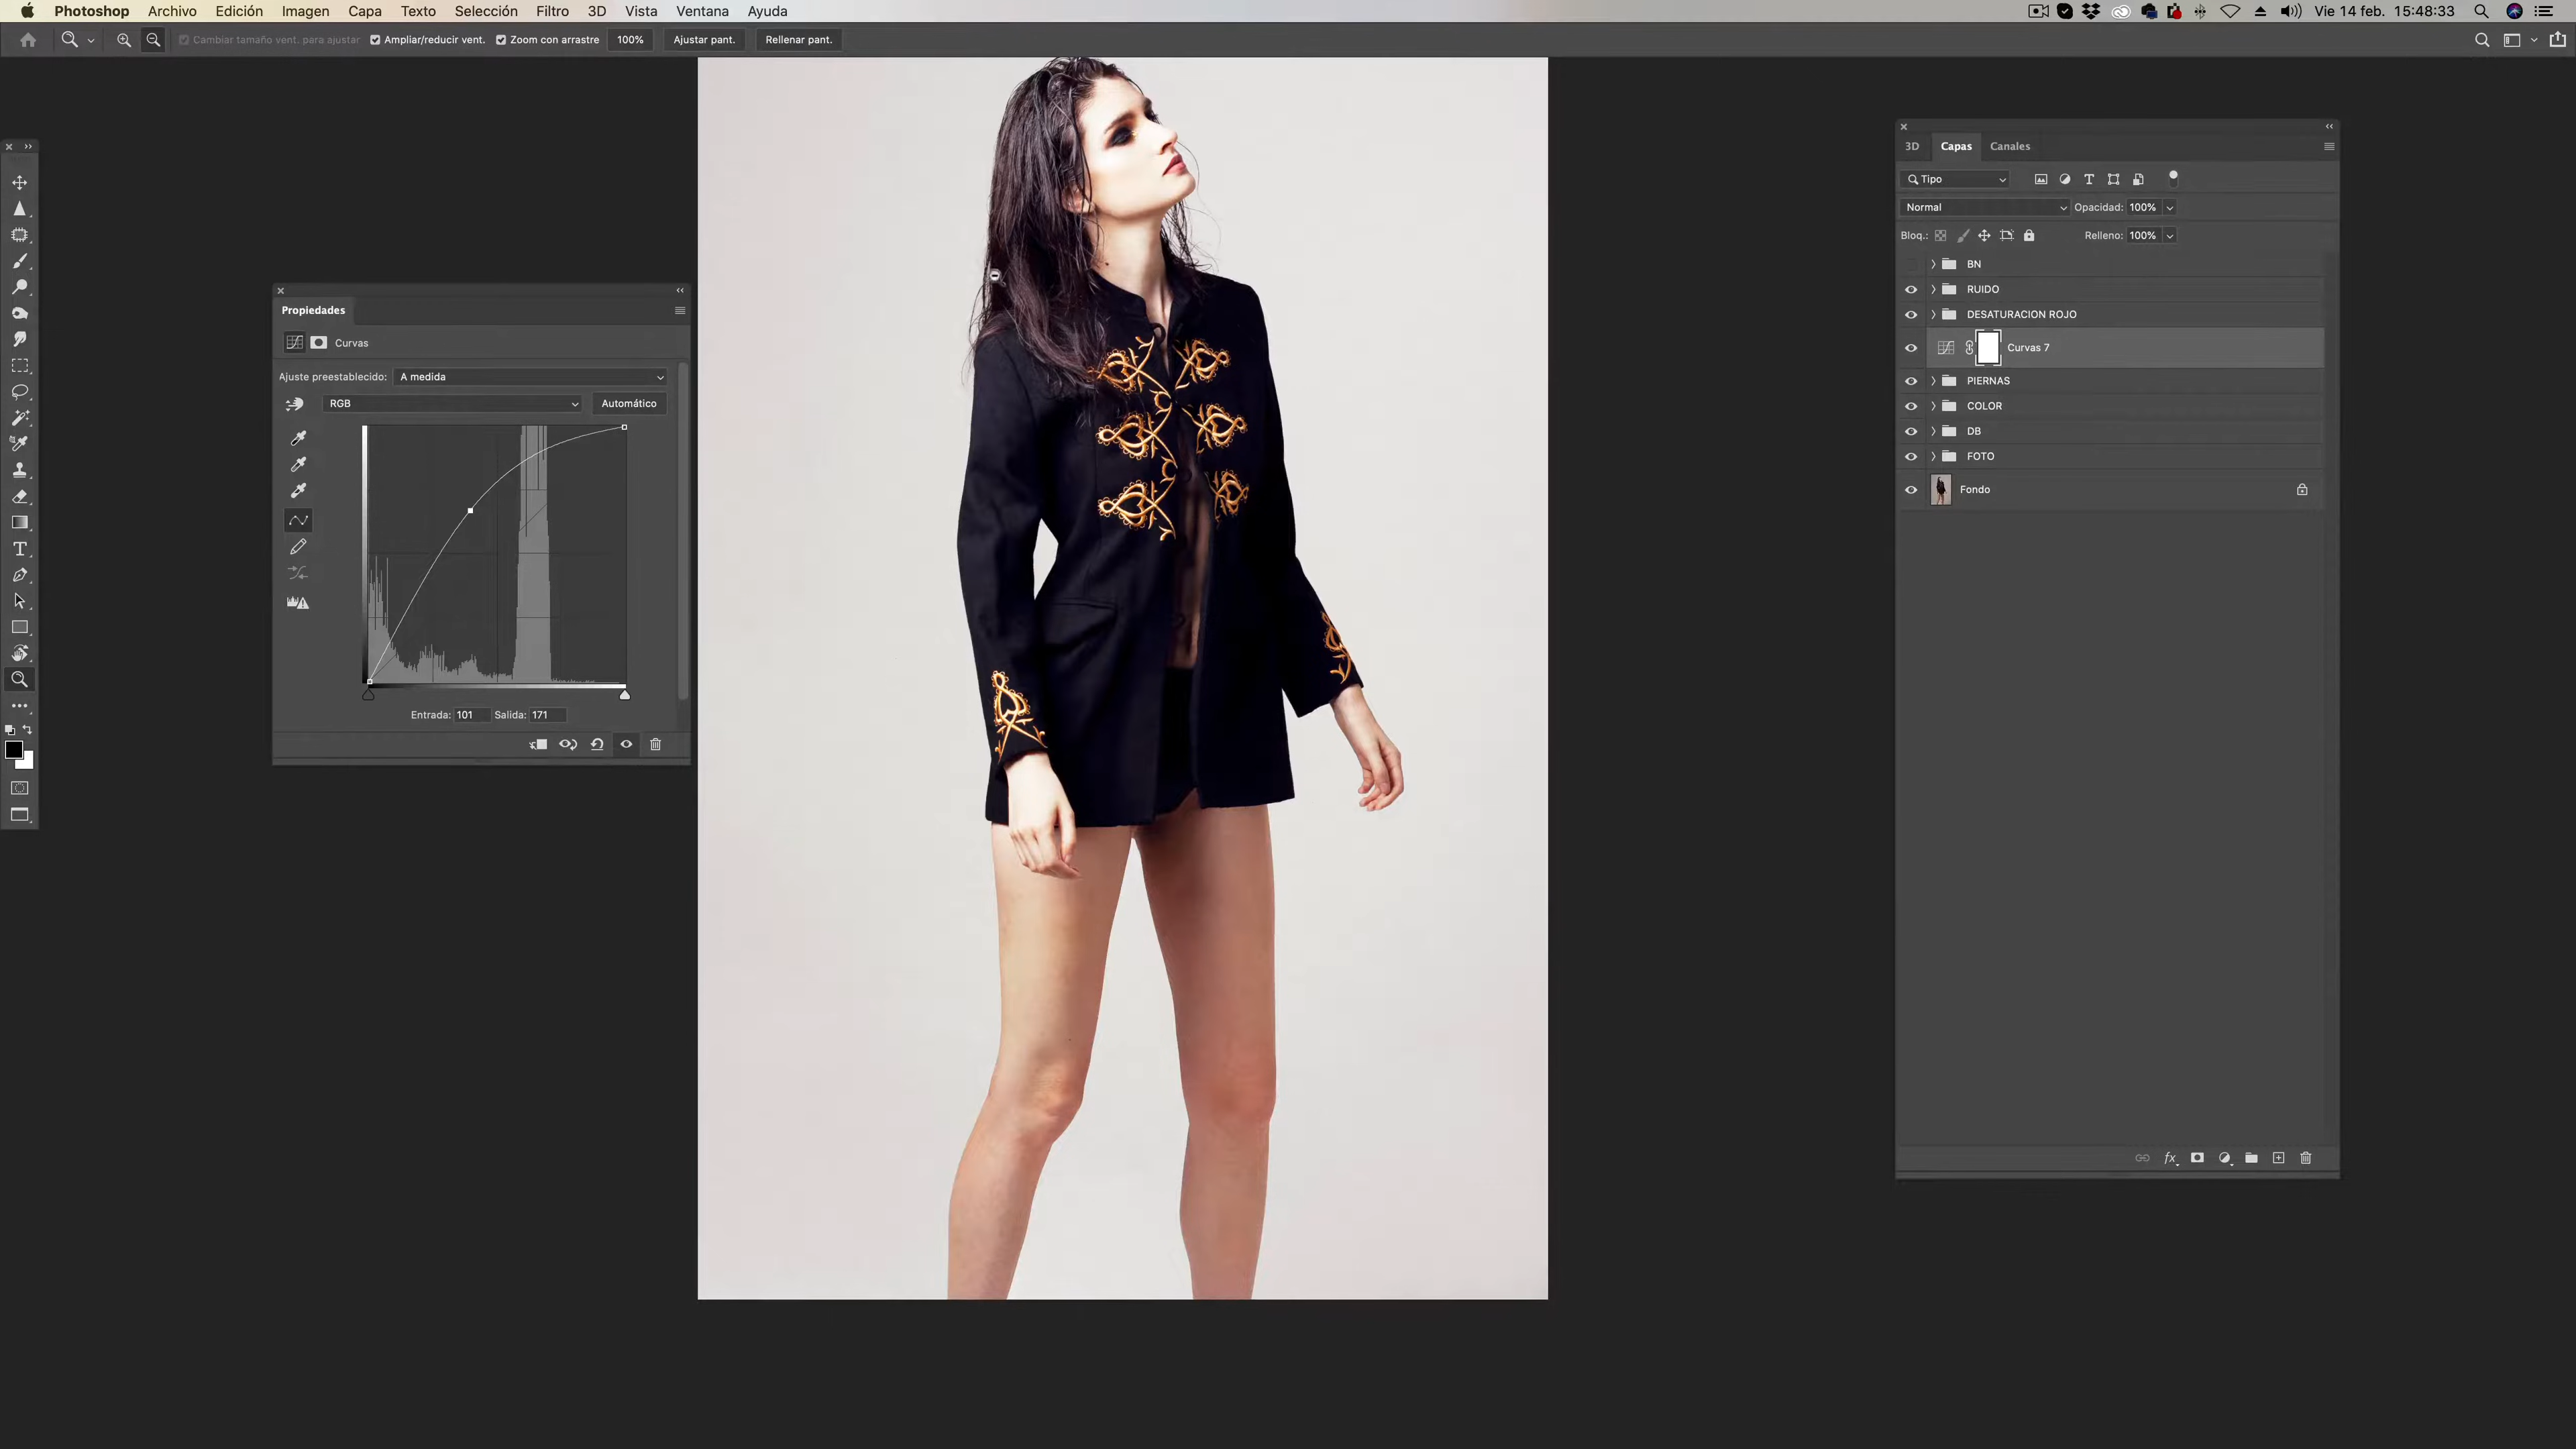 Photoshop Archivo Edición Imagen Capa Texto Selección Filtro 3D Vista Ventana Ayuda Vie 14 feb. 15:48:33
Cambiar tamaño vent. para ajustar Ampliar/reducir vent. Zoom con arrastre 100% Ajustar pant. Rellenar pant.
Propiedades
Curvas
Ajuste preestablecido: A medida
RGB Automático
Entrada: 101 Salida: 171
3D Capas Canales
Tipo
Normal Opacidad: 100%
Bloq.: Relleno: 100%
BN
RUIDO
DESATURACION ROJO
Curvas 7
PIERNAS
COLOR
DB
FOTO
Fondo
fx